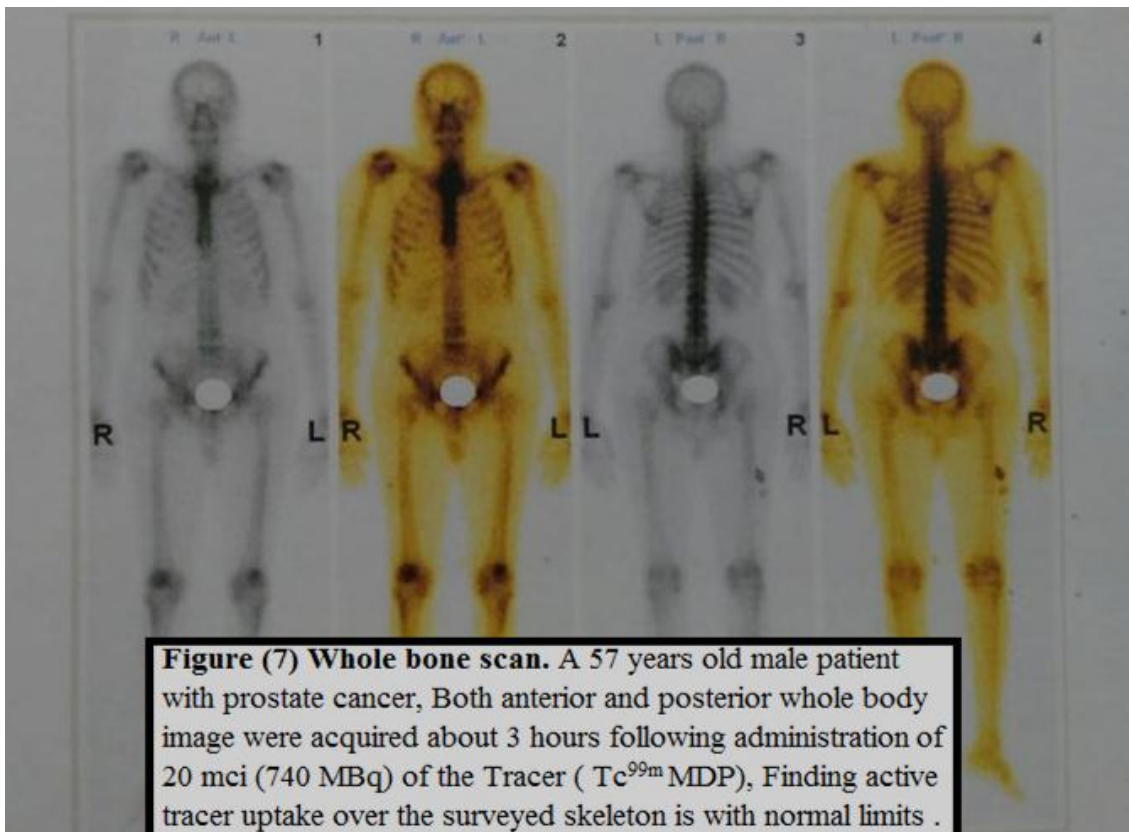 R Ant L 1 R Ant L 2 L Post R 3 L Post R 4
R L R L L R L R
Figure (7) Whole bone scan. A 57 years old male patient
with prostate cancer, Both anterior and posterior whole body
image were acquired about 3 hours following administration of
20 mci (740 MBq) of the Tracer ( Tc99m MDP), Finding active
tracer uptake over the surveyed skeleton is with normal limits .